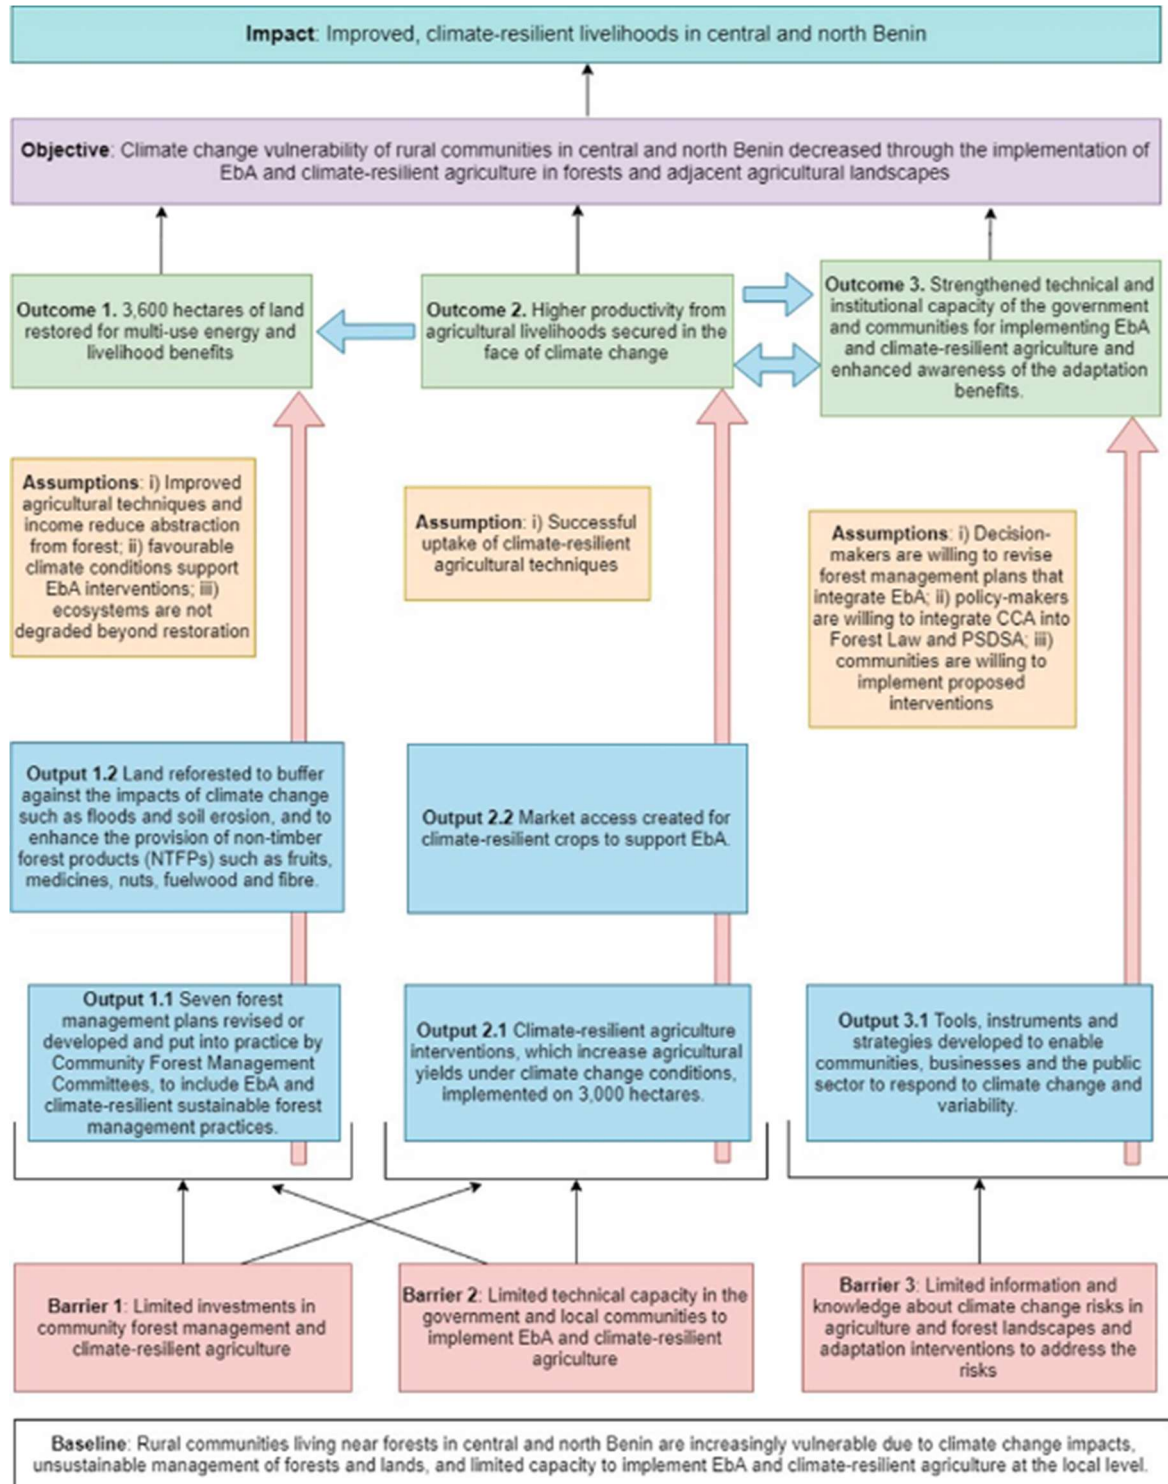 Impact: Improved, climate-resilient livelihoods in central and north Benin
Objective: Climate change vulnerability of rural communities in central and north Benin decreased through the implementation of
EbA and climate-resilient agriculture in forests and adjacent agricultural landscapes
Outcome 1. 3,600 hectares of land
restored for multi-use energy and
livelihood benefits
Outcome 2. Higher productivity from
agricultural livelihoods secured in the
face of climate change
Outcome 3. Strengthened technical and
institutional capacity of the government
and communities for implementing EbA
and climate-resilient agriculture and
enhanced awareness of the adaptation
benefits.
Assumptions: i) Improved
agricultural techniques and
income reduce abstraction
from forest; ii) favourable
climate conditions support
EbA interventions; iii)
ecosystems are not
degraded beyond restoration
Assumption: i) Successful
uptake of climate-resilient
agricultural techniques
Assumptions: i) Decision-
makers are willing to revise
forest management plans that
integrate EbA; ii) policy-makers
are willing to integrate CCA into
Forest Law and PSDSA; iii)
communities are willing to
implement proposed
interventions
Output 1.2 Land reforested to buffer
against the impacts of climate change
such as floods and soil erosion, and to
enhance the provision of non-timber
forest products (NTFPs) such as fruits,
medicines, nuts, fuelwood and fibre.
Output 2.2 Market access created for
climate-resilient crops to support EbA.
Output 1.1 Seven forest
management plans revised or
developed and put into practice by
Community Forest Management
Committees, to include EbA and
climate-resilient sustainable forest
management practices.
Output 2.1 Climate-resilient agriculture
interventions, which increase agricultural
yields under climate change conditions,
implemented on 3,000 hectares.
Output 3.1 Tools, instruments and
strategies developed to enable
communities, businesses and the public
sector to respond to climate change and
variability.
Barrier 1: Limited investments in
community forest management and
climate-resilient agriculture
Barrier 2: Limited technical capacity in the
government and local communities to
implement EbA and climate-resilient
agriculture
Barrier 3: Limited information and
knowledge about climate change risks in
agriculture and forest landscapes and
adaptation interventions to address the
risks
Baseline: Rural communities living near forests in central and north Benin are increasingly vulnerable due to climate change impacts,
unsustainable management of forests and lands, and limited capacity to implement EbA and climate-resilient agriculture at the local level.